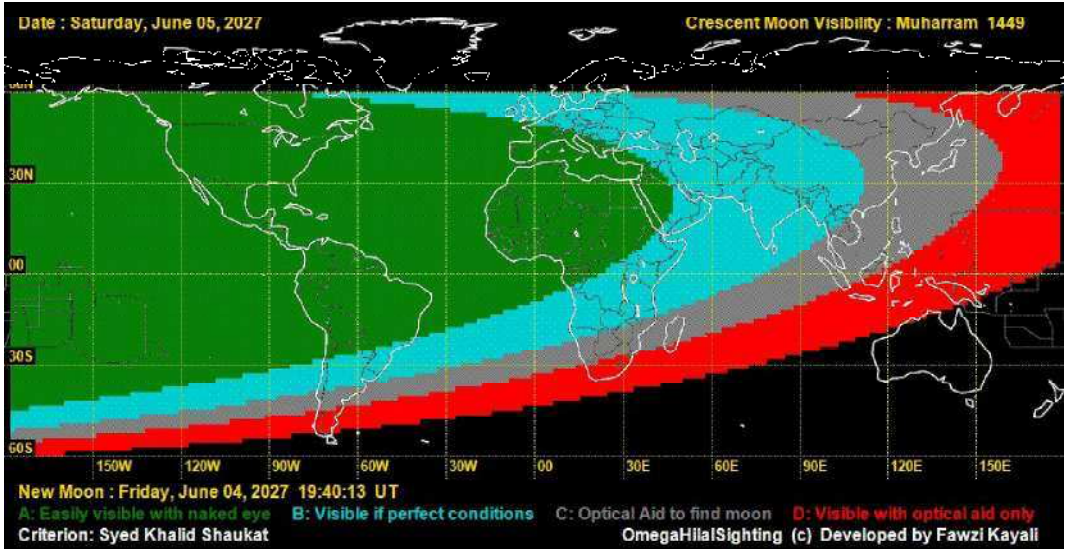 Date : Saturday, June 05, 2027
Crescent Moon Visibility : Muharram 1449
60N
30N
00
30S
60S
150W 120W 90W 60W 30W 00 30E 60E 90E 120E 150E
New Moon : Friday, June 04, 2027 19:40:13 UT
A: Easily visible with naked eye B: Visible if perfect conditions C: Optical Aid to find moon D: Visible with optical aid only
Criterion: Syed Khalid Shaukat OmegaHilalSighting (c) Developed by Fawzi Kayali